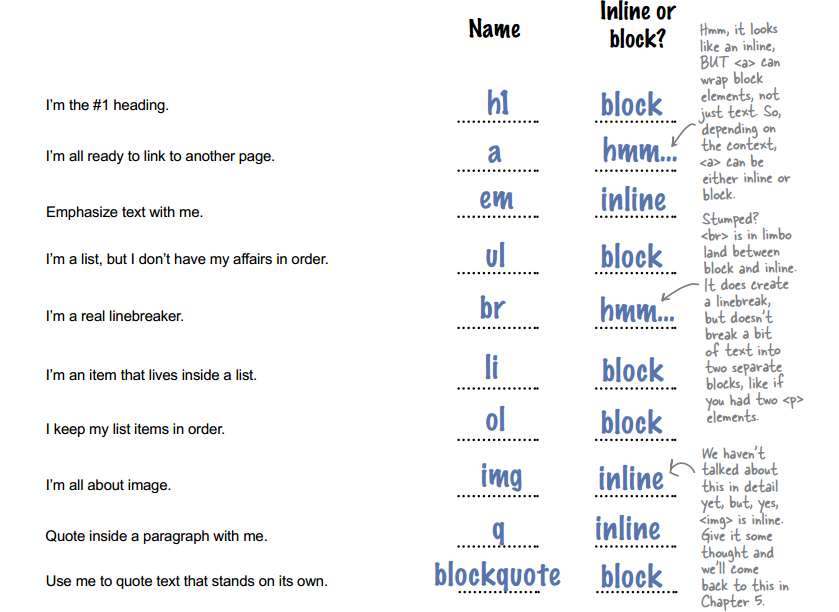 Name
Inline or
block?
I'm the #1 heading.
h1
block
I'm all ready to link to another page.
a
hmm...
Emphasize text with me.
em
inline
I'm a list, but I don't have my affairs in order.
ul
block
I'm a real linebreaker.
br
hmm...
I'm an item that lives inside a list.
li
block
I keep my list items in order.
ol
block
I'm all about image.
img
inline
Quote inside a paragraph with me.
q
inline
Use me to quote text that stands on its own.
blockquote
block
Hmm, it looks
like an inline,
BUT <a> can
wrap block
elements, not
just text. So,
depending on
the context,
<a> can be
either inline or
block.
Stumped?
<br> is in limbo
land between
block and inline.
It does create
a linebreak,
but doesn't
break a bit
of text into
two separate
blocks, like if
you had two <p>
elements.
We haven't
talked about
this in detail
yet, but, yes,
<img> is inline.
Give it some
thought and
we'll come
back to this in
Chapter 5.